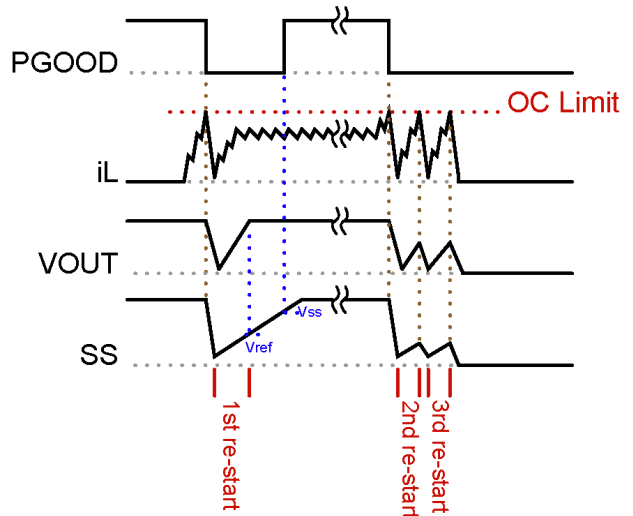 PGOOD
OC Limit
iL
VOUT
Vss
Vref
SS
1st re-start
2nd re-start
3rd re-start